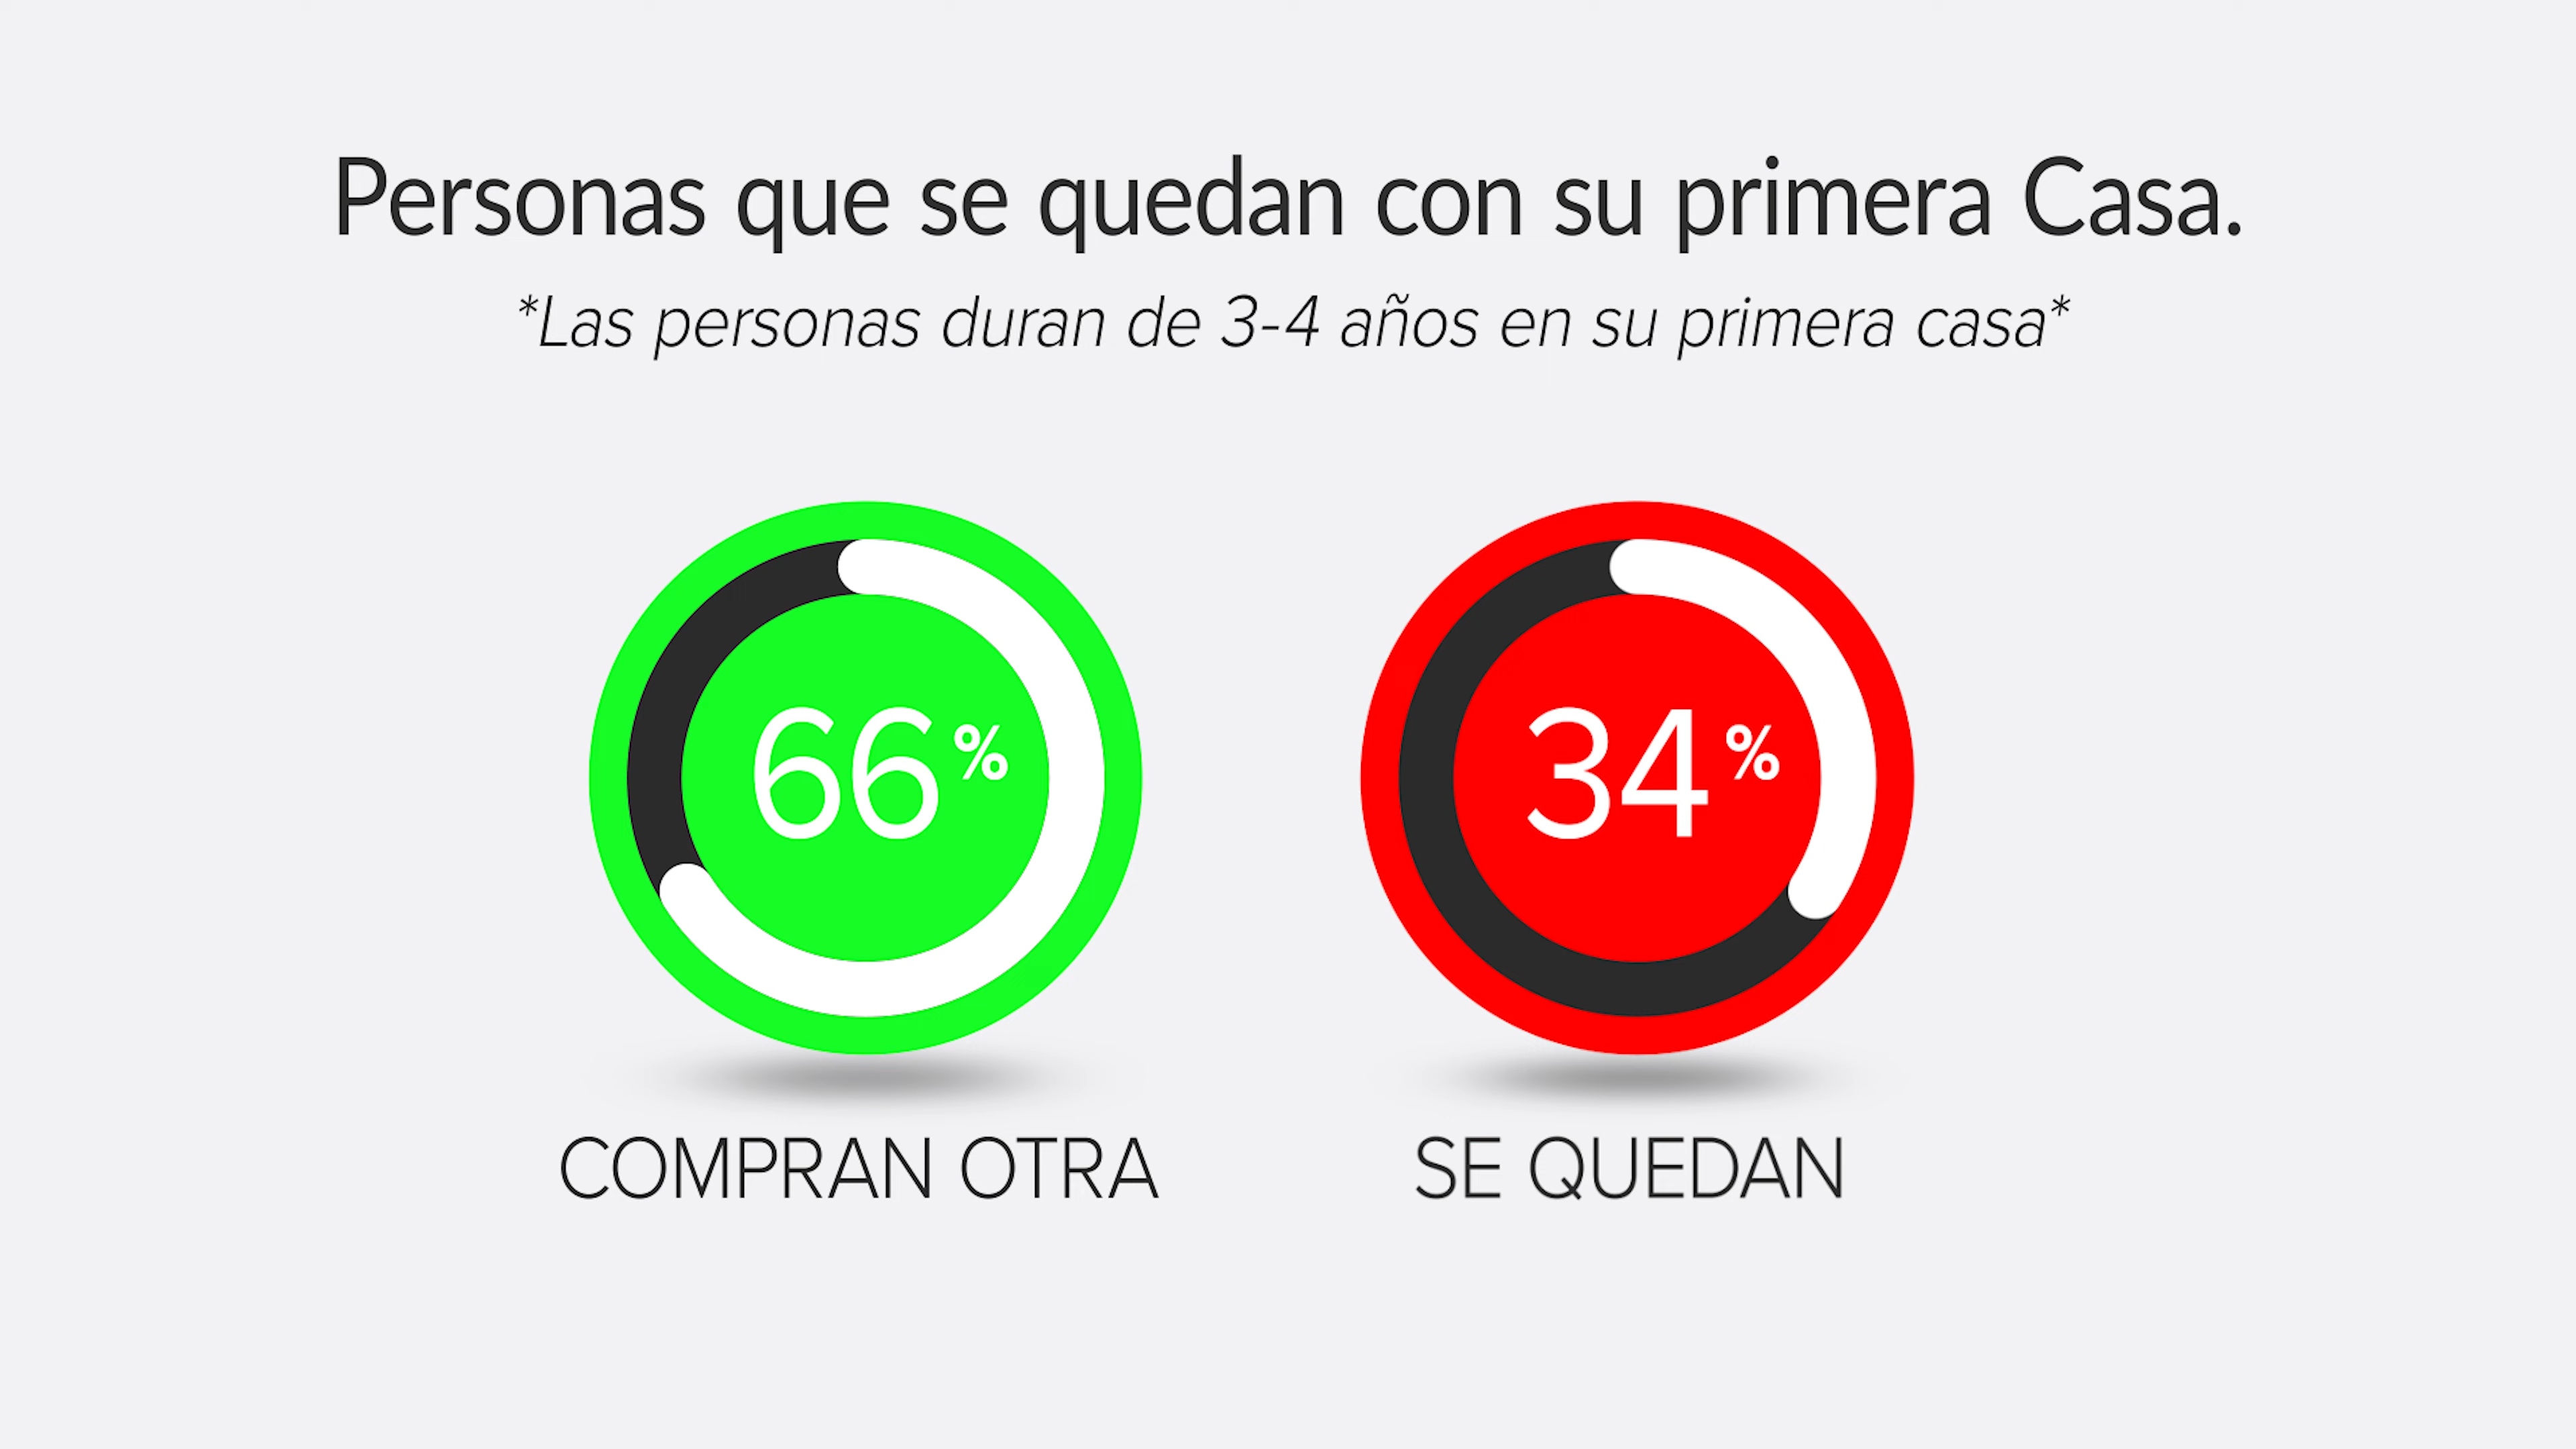 Personas que se quedan con su primera Casa.
*Las personas duran de 3-4 años en su primera casa*
66%
34%
COMPRAN OTRA
SE QUEDAN